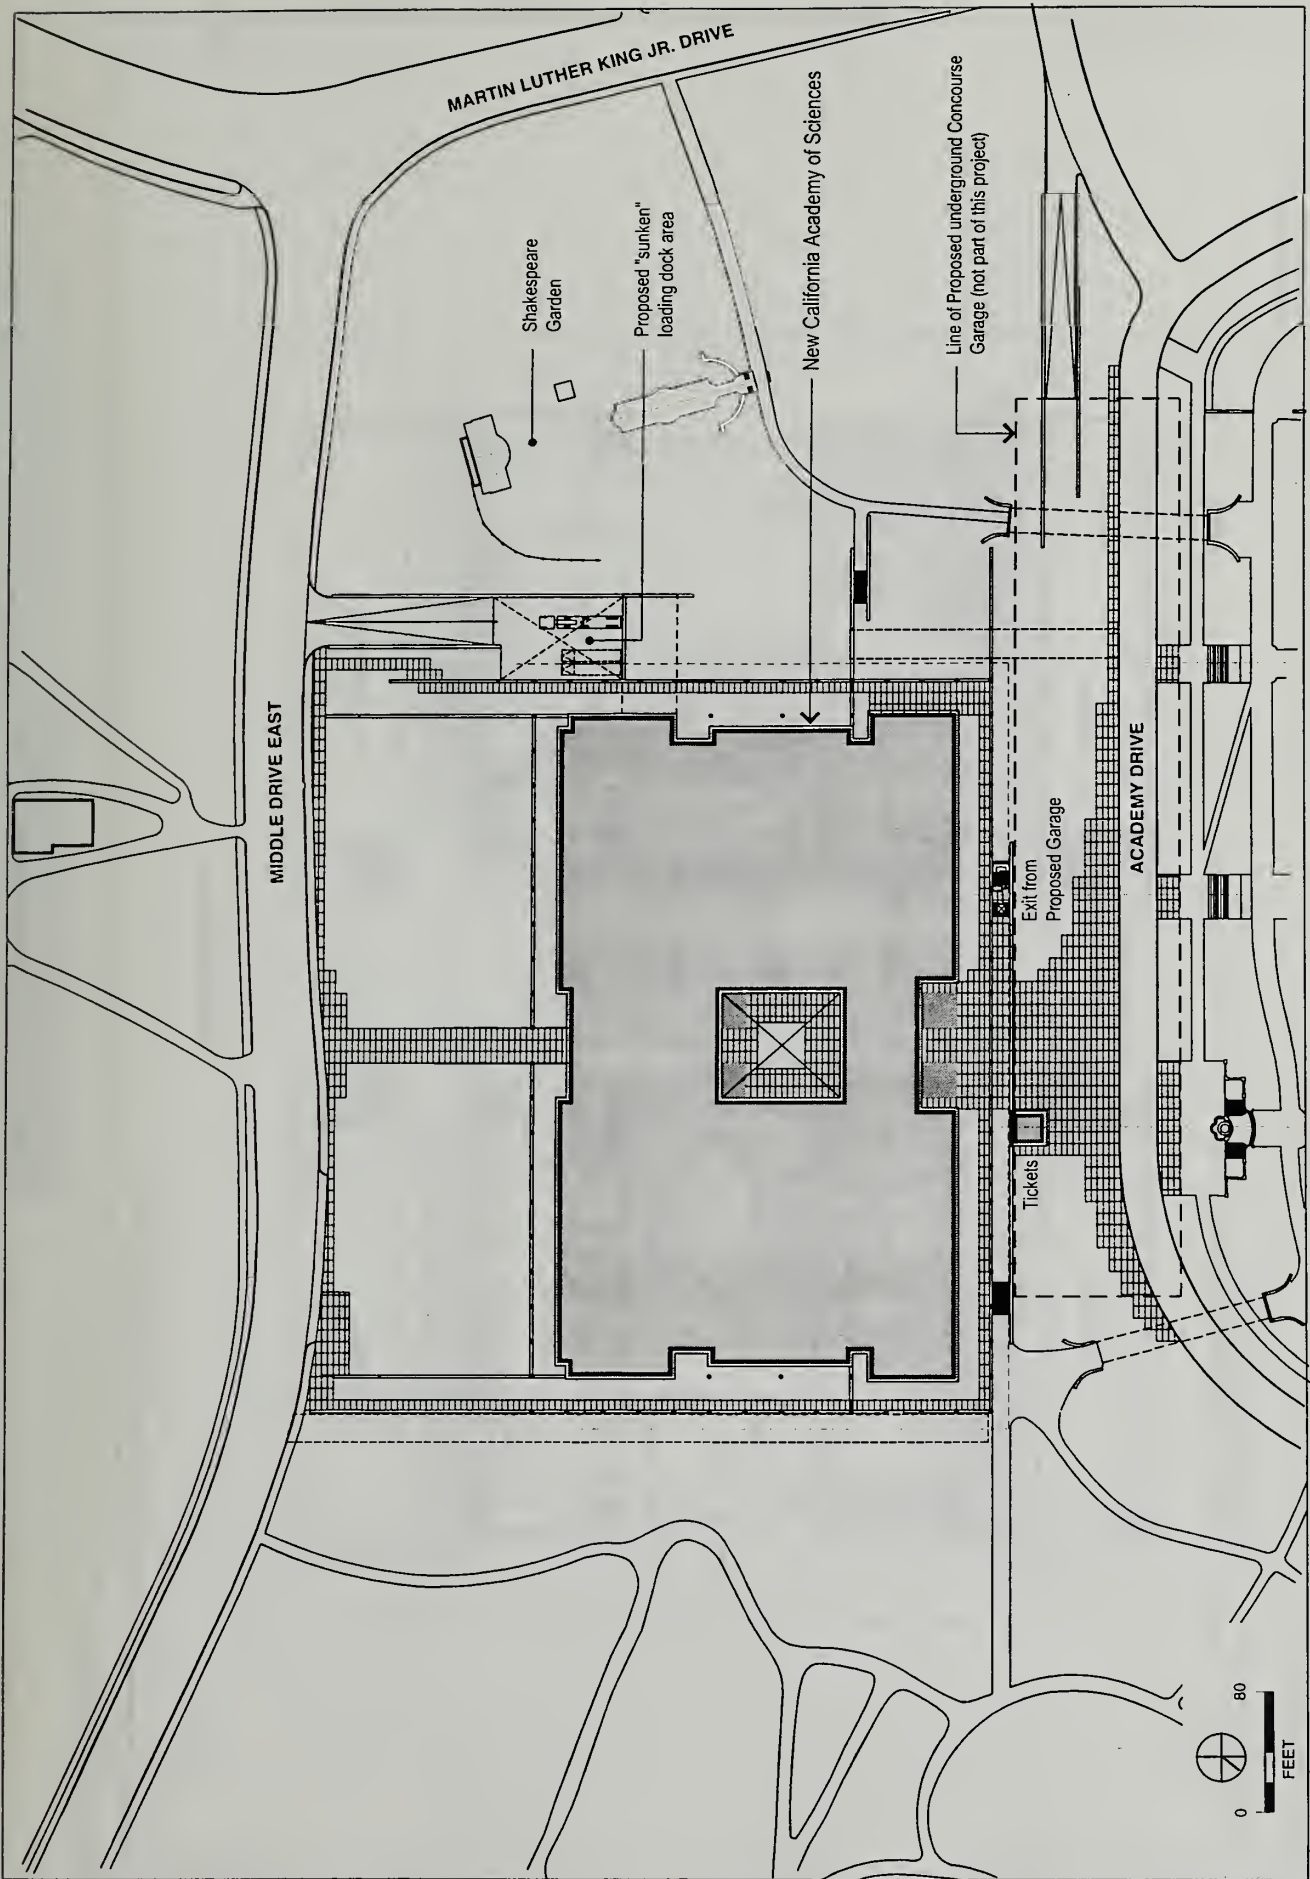 MARTIN LUTHER KING JR. DRIVE
Shakespeare
Garden
Proposed "sunken"
loading dock area
New California Academy of Sciences
Line of Proposed underground Concourse
Garage (not part of this project)
MIDDLE DRIVE EAST
ACADEMY DRIVE
Exit from
Proposed Garage
Tickets
0
80
FEET